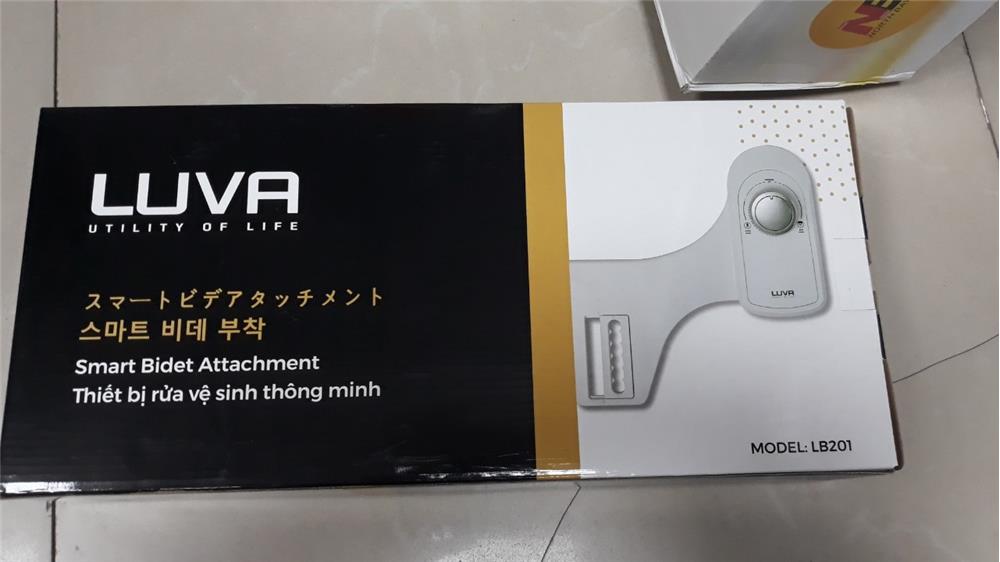 LUVA
UTILITY OF LIFE
スマートビデアタッチメント
스마트 비데 부착
Smart Bidet Attachment
Thiết bị rửa vệ sinh thông minh
LUVA
MODEL: LB201